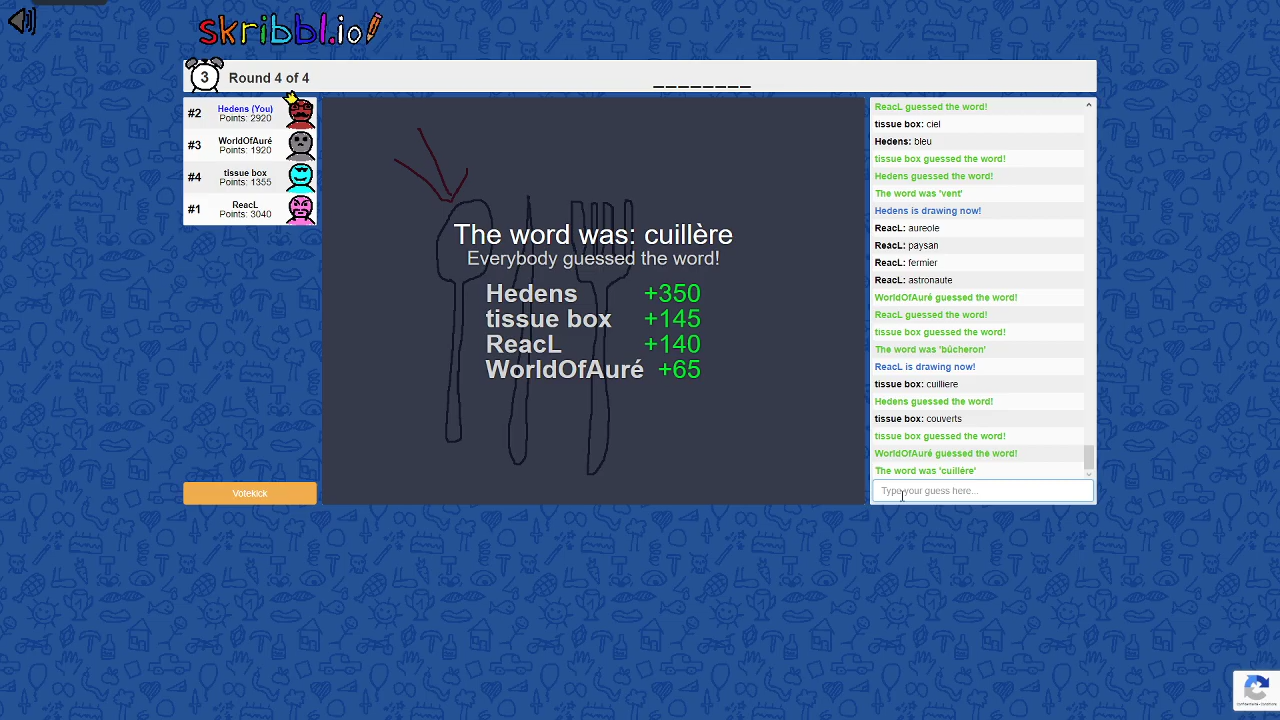 skribbl.io
3
Round 4 of 4
________
#2
Hedens (You)
Points: 2920
#3
WorldOfAuré
Points: 1920
#4
tissue box
Points: 1355
#1
ReacL
Points: 3040
Votekick
The word was: cuillère
Everybody guessed the word!
Hedens +350
tissue box +145
ReacL +140
WorldOfAuré +65
ReacL guessed the word!
tissue box: ciel
Hedens: bleu
tissue box guessed the word!
Hedens guessed the word!
The word was 'vent'
Hedens is drawing now!
ReacL: aureole
ReacL: paysan
ReacL: fermier
ReacL: astronaute
WorldOfAuré guessed the word!
ReacL guessed the word!
tissue box guessed the word!
The word was 'bûcheron'
ReacL is drawing now!
tissue box: cuilliere
Hedens guessed the word!
tissue box: couverts
tissue box guessed the word!
WorldOfAuré guessed the word!
The word was 'cuillère'
Type your guess here...